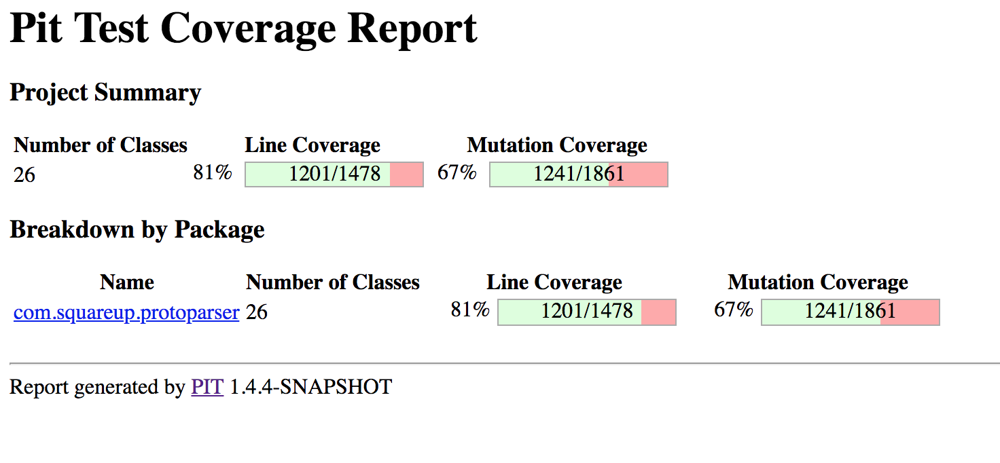 Pit Test Coverage Report
Project Summary
Number of Classes Line Coverage Mutation Coverage
26 81% 1201/1478 67% 1241/1861
Breakdown by Package
Name Number of Classes Line Coverage Mutation Coverage
com.squareup.protoparser 26 81% 1201/1478 67% 1241/1861
Report generated by PIT 1.4.4-SNAPSHOT